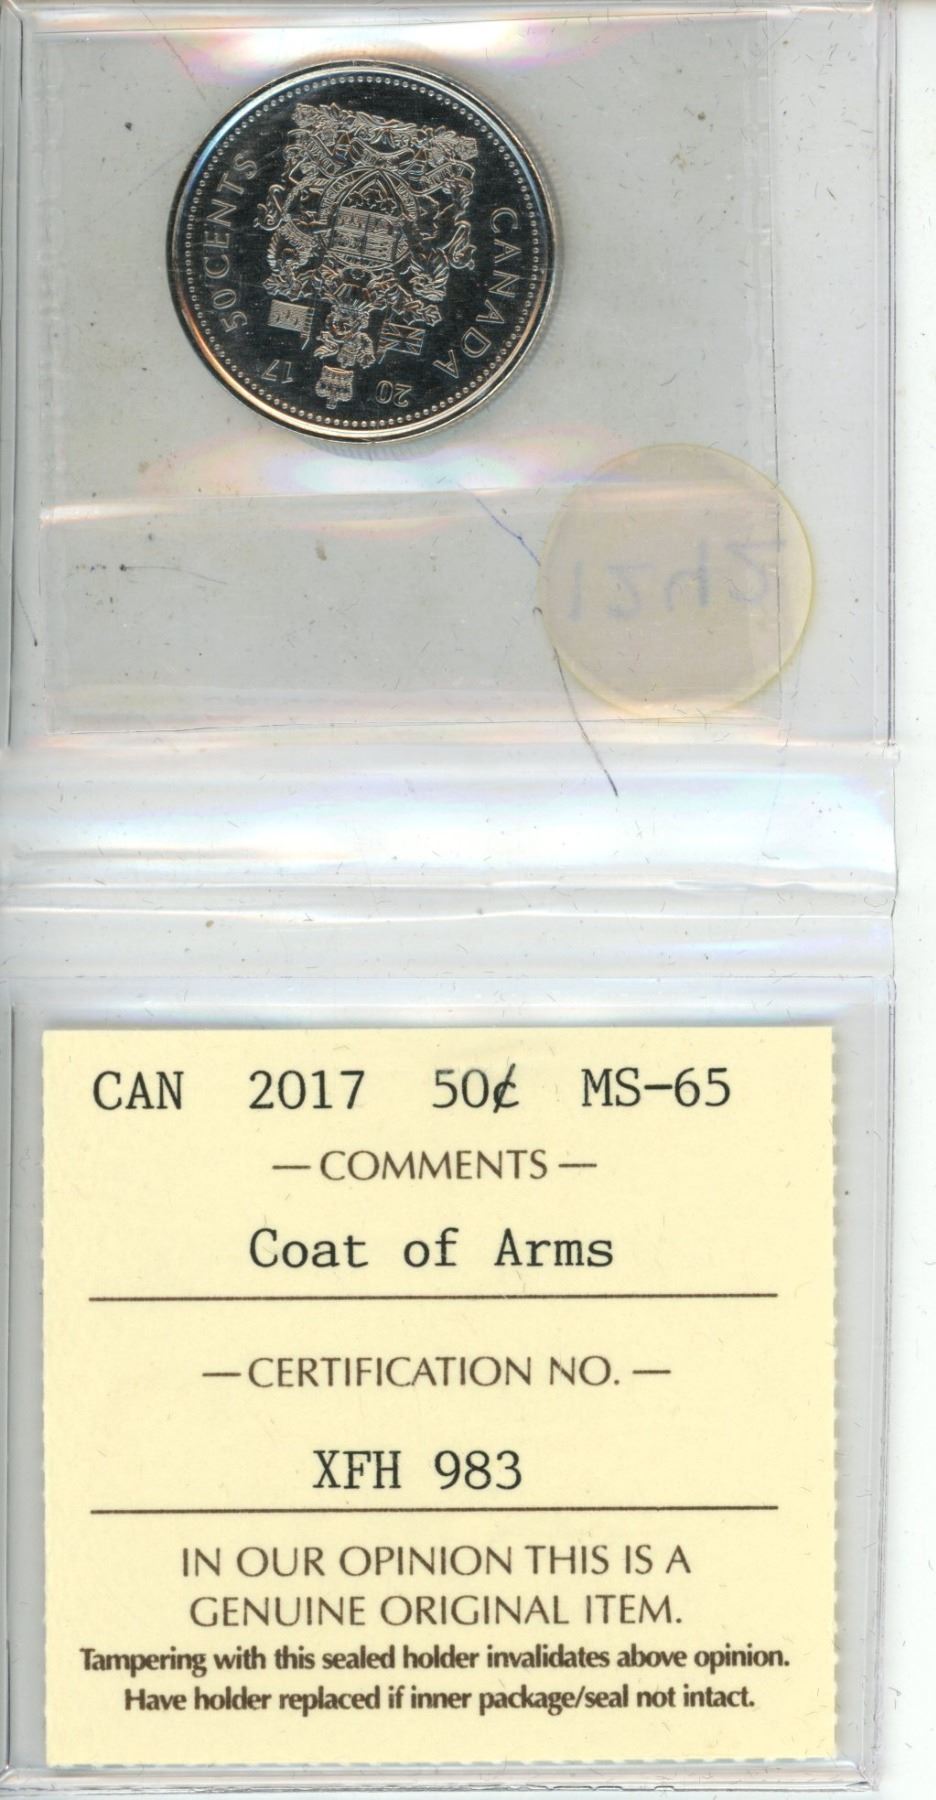 50 CENTS
CANADA
20 17
CAN 2017 50¢ MS-65
— COMMENTS —
Coat of Arms
— CERTIFICATION NO. —
XFH 983
IN OUR OPINION THIS IS A
GENUINE ORIGINAL ITEM.
Tampering with this sealed holder invalidates above opinion.
Have holder replaced if inner package/seal not intact.